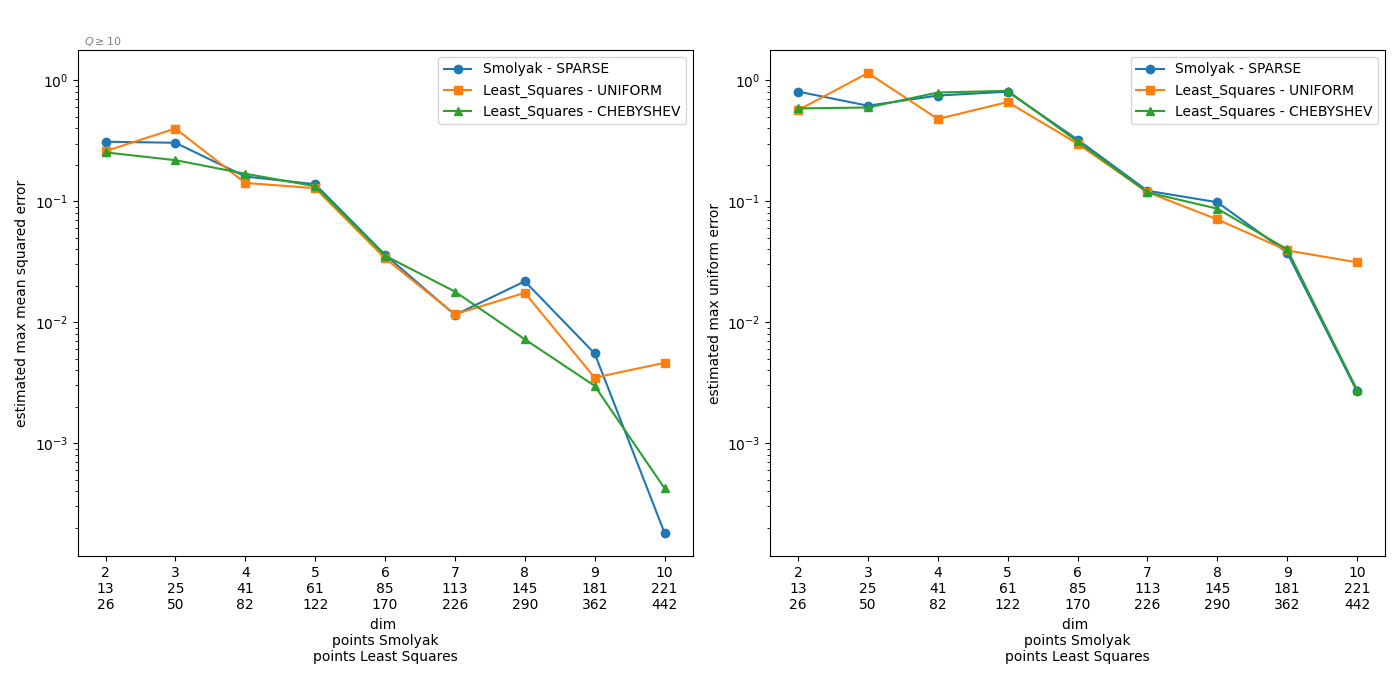 Q ≥ 10
Smolyak - SPARSE
Least_Squares - UNIFORM
Least_Squares - CHEBYSHEV
estimated max mean squared error
10⁰
10⁻¹
10⁻²
10⁻³
2 3 4 5 6 7 8 9 10
13 25 41 61 85 113 145 181 221
26 50 82 122 170 226 290 362 442
dim
points Smolyak
points Least Squares
Smolyak - SPARSE
Least_Squares - UNIFORM
Least_Squares - CHEBYSHEV
estimated max uniform error
10⁰
10⁻¹
10⁻²
10⁻³
2 3 4 5 6 7 8 9 10
13 25 41 61 85 113 145 181 221
26 50 82 122 170 226 290 362 442
dim
points Smolyak
points Least Squares